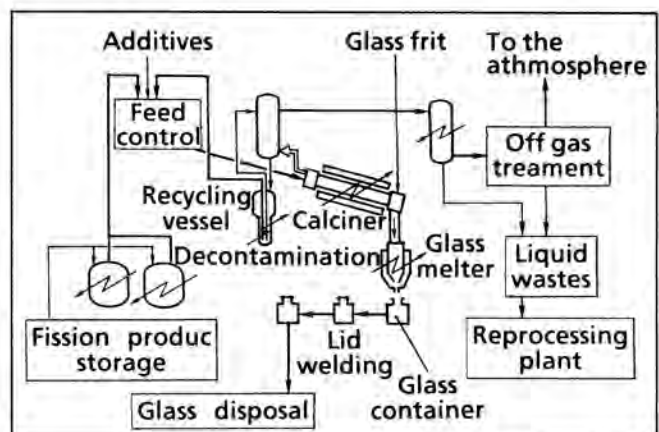 Additives
Glass frit
To the
athmosphere
Feed
control
Off gas
treament
Recycling
vessel
Calciner
Decontamination
Glass
melter
Liquid
wastes
Fission produc
storage
Lid
welding
Glass
container
Reprocessing
plant
Glass disposal